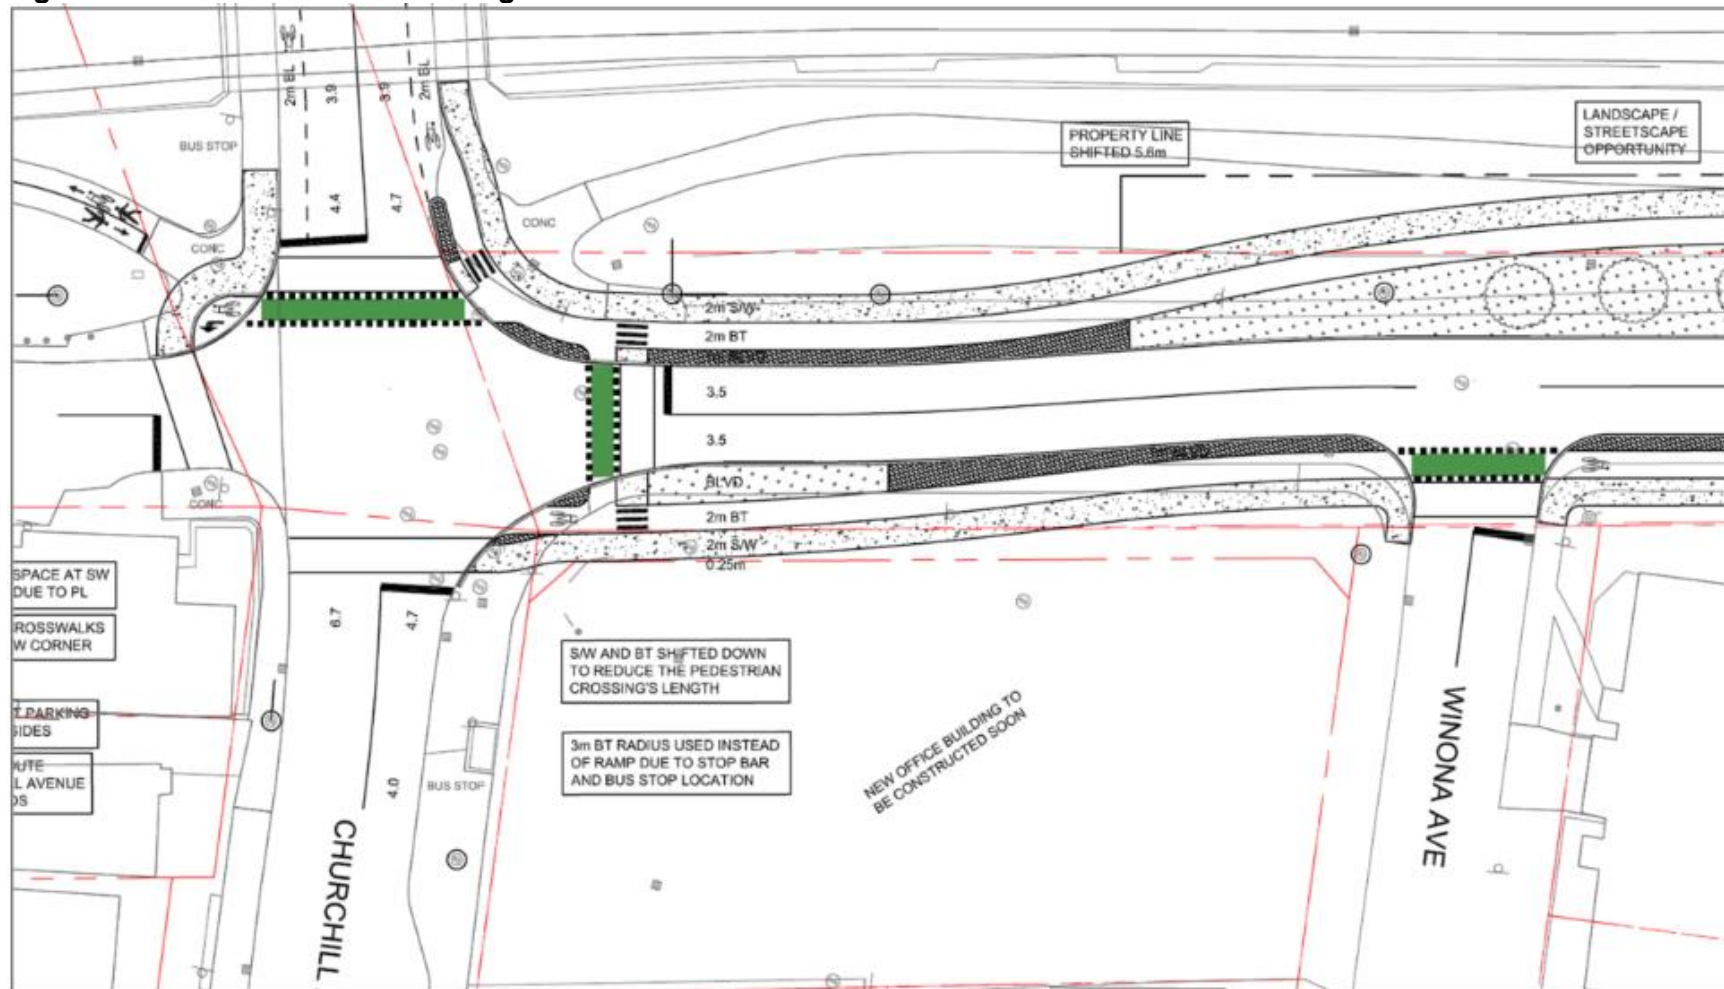 2m BL
3.9
3.9
2m BL
BUS STOP
4.4
4.7
CONC
CONC
PROPERTY LINE
SHIFTED 5.6m
LANDSCAPE /
STREETSCAPE
OPPORTUNITY
2m S/W
2m BT
3.5
3.5
BLVD
2m BT
2m S/W
0.25m
CONC
SPACE AT SW
DUE TO PL
ROSSWALKS
W CORNER
T PARKING
SIDES
UTE
L AVENUE
DS
6.7
4.7
4.0
BUS STOP
CHURCHILL
S/W AND BT SHIFTED DOWN
TO REDUCE THE PEDESTRIAN
CROSSING'S LENGTH
3m BT RADIUS USED INSTEAD
OF RAMP DUE TO STOP BAR
AND BUS STOP LOCATION
NEW OFFICE BUILDING TO
BE CONSTRUCTED SOON
WINONA AVE